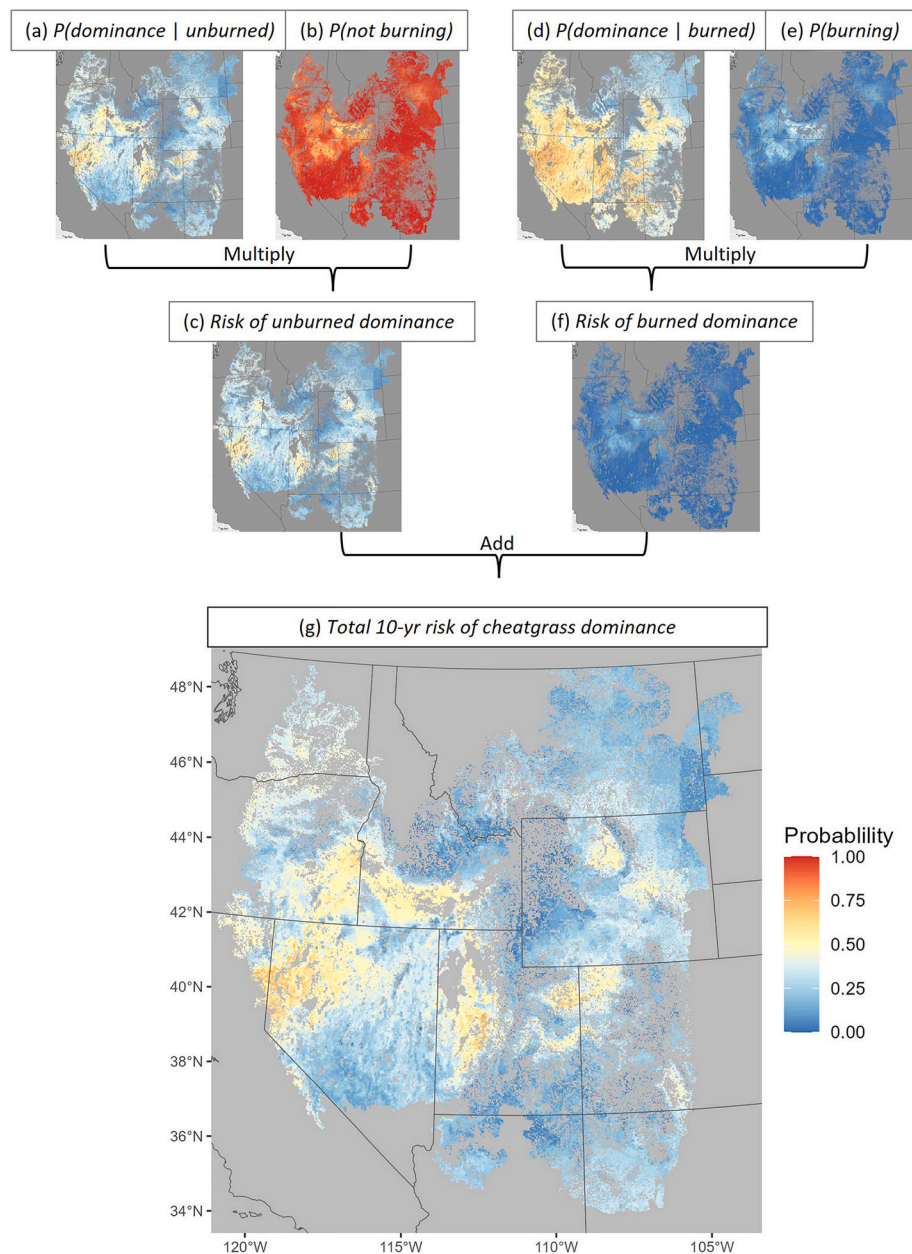 (a) P(dominance | unburned)
(b) P(not burning)
(d) P(dominance | burned)
(e) P(burning)
Multiply
Multiply
(c) Risk of unburned dominance
(f) Risk of burned dominance
Add
(g) Total 10-yr risk of cheatgrass dominance
48°N
46°N
44°N
42°N
40°N
38°N
36°N
34°N
120°W
115°W
110°W
105°W
Probablility
1.00
0.75
0.50
0.25
0.00